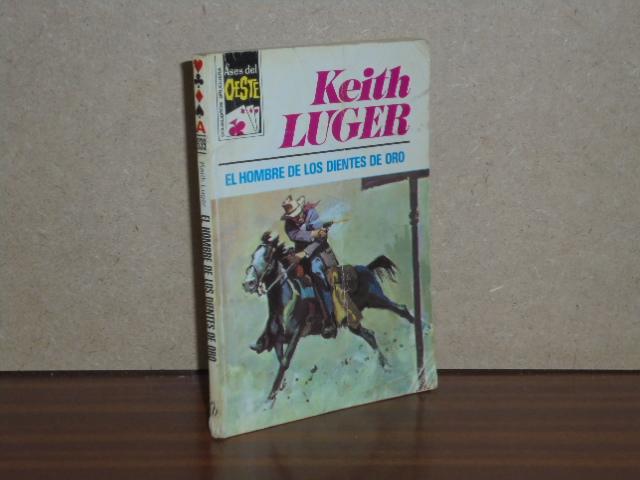 Ases del
OESTE
Keith
LUGER
EL HOMBRE DE LOS DIENTES DE ORO
A
Keith Luger
EL HOMBRE DE LOS DIENTES DE ORO